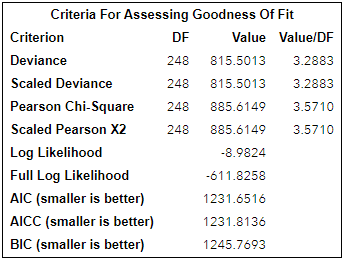 Criteria For Assessing Goodness Of Fit
Criterion DF Value Value/DF
Deviance 248 815.5013 3.2883
Scaled Deviance 248 815.5013 3.2883
Pearson Chi-Square 248 885.6149 3.5710
Scaled Pearson X2 248 885.6149 3.5710
Log Likelihood -8.9824
Full Log Likelihood -611.8258
AIC (smaller is better) 1231.6516
AICC (smaller is better) 1231.8136
BIC (smaller is better) 1245.7693